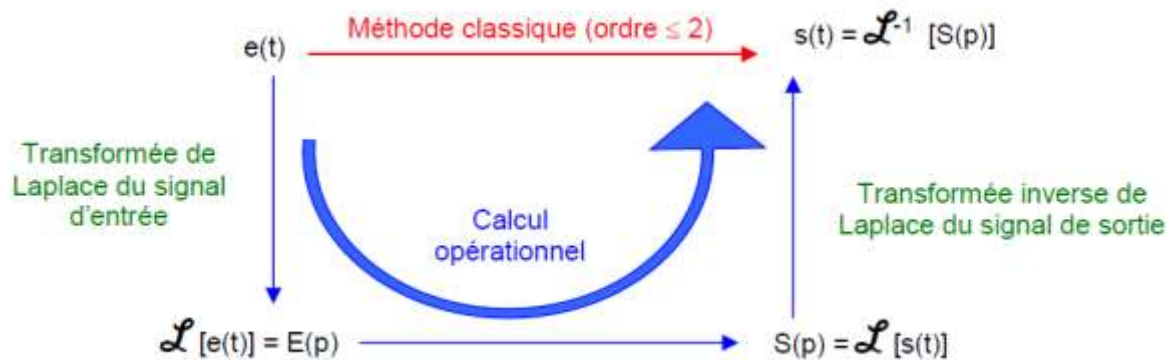 Méthode classique (ordre ≤ 2)
e(t)
s(t) = ℒ⁻¹ [S(p)]
Transformée de
Laplace du signal
d'entrée
Calcul
opérationnel
Transformée inverse de
Laplace du signal de sortie
ℒ [e(t)] = E(p)
S(p) = ℒ [s(t)]